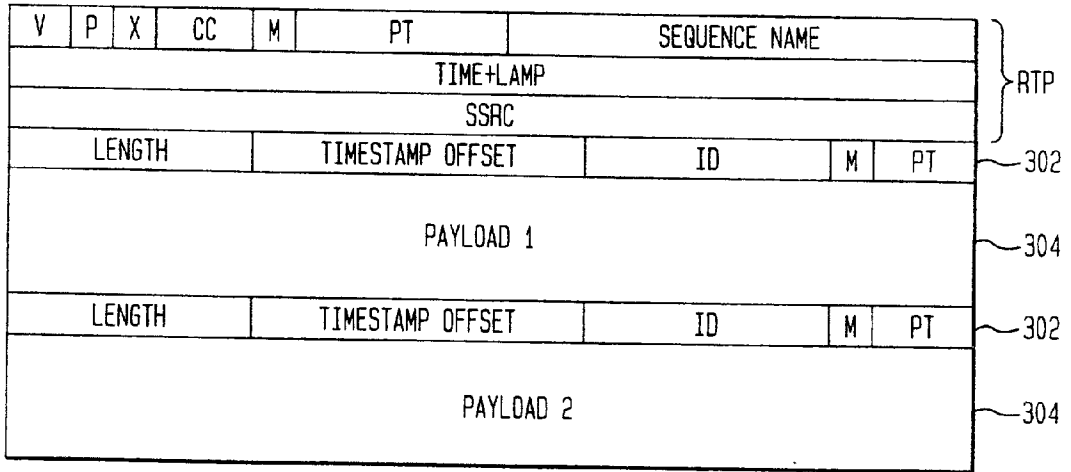 V P X CC M PT SEQUENCE NAME
TIME+LAMP RTP
SSRC
LENGTH TIMESTAMP OFFSET ID M PT 302
PAYLOAD 1 304
LENGTH TIMESTAMP OFFSET ID M PT 302
PAYLOAD 2 304